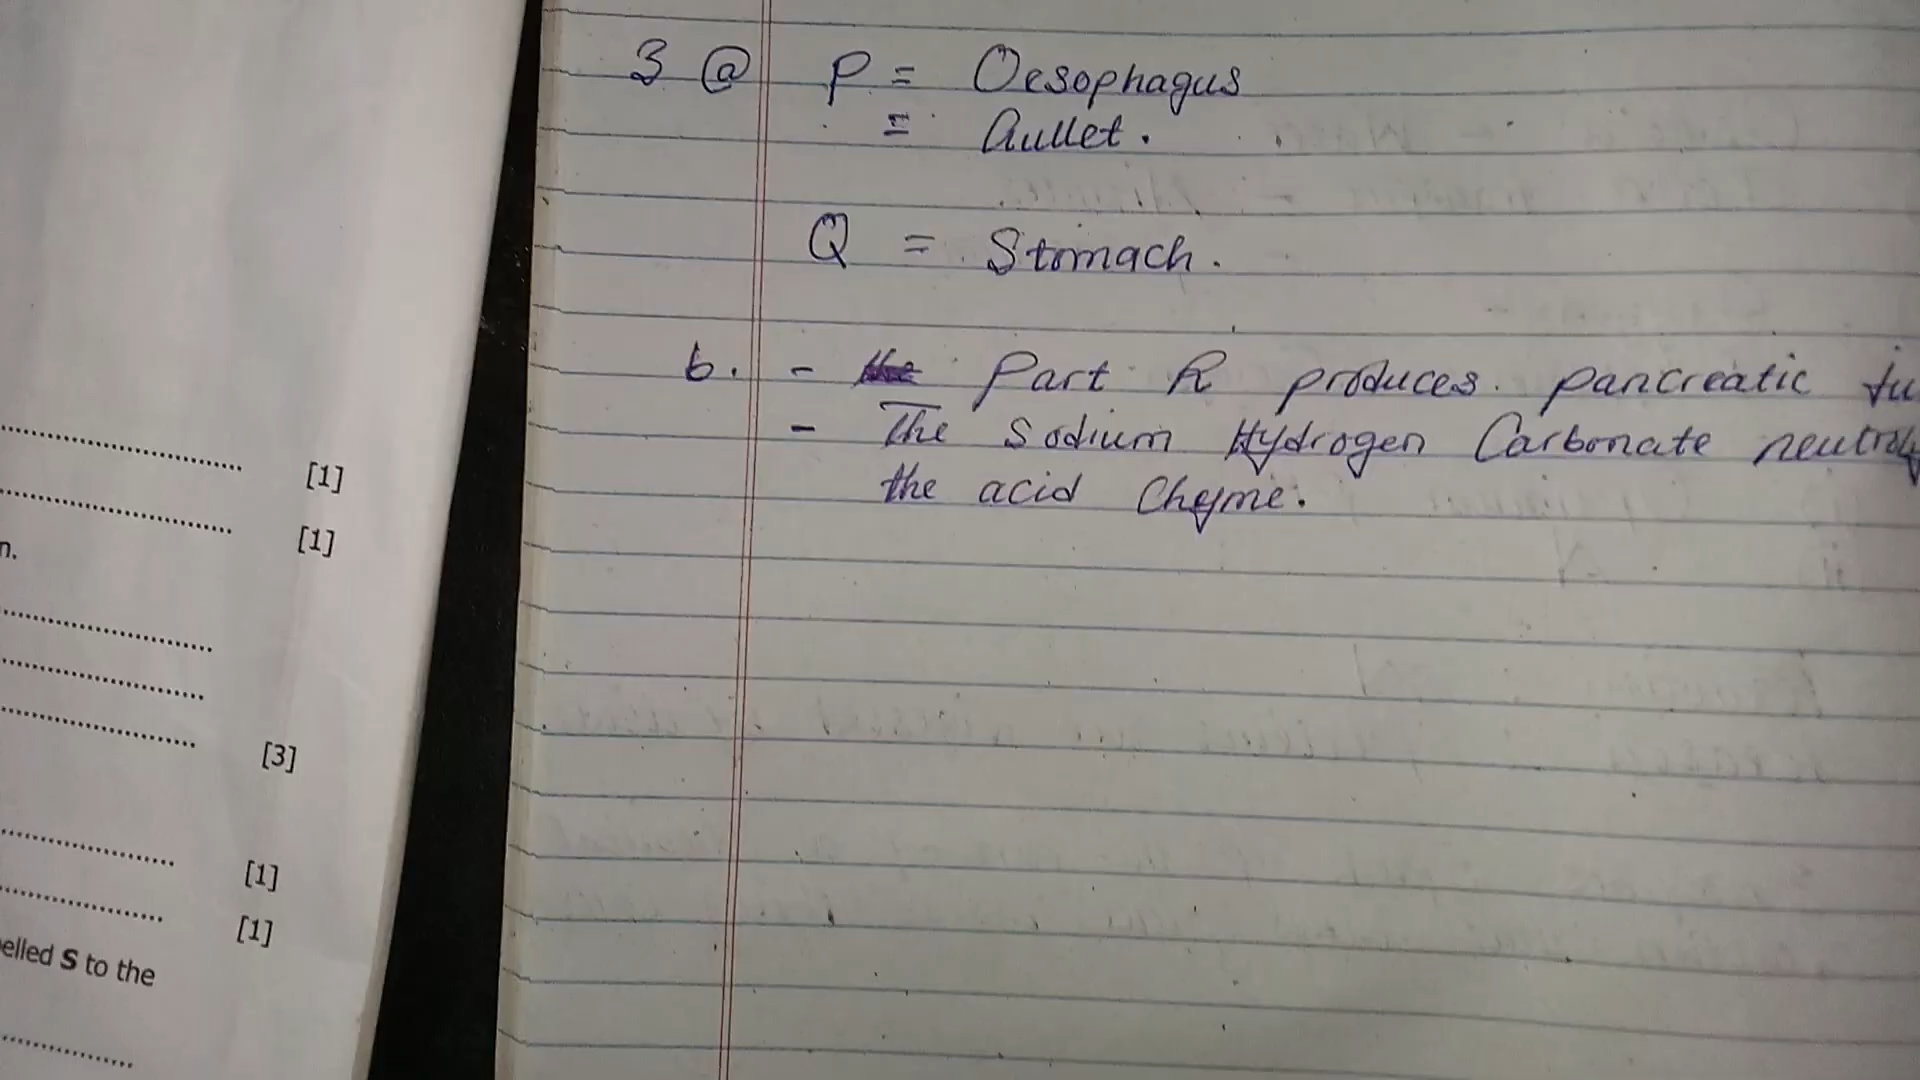 3 (a) P = Oesophagus
= Gullet.
Q = Stomach.
b. - Part R produces pancreatic
- The Sodium Hydrogen Carbonate
the acid Chyme.
[1]
[1]
n.
[3]
[1]
[1]
elled S to the